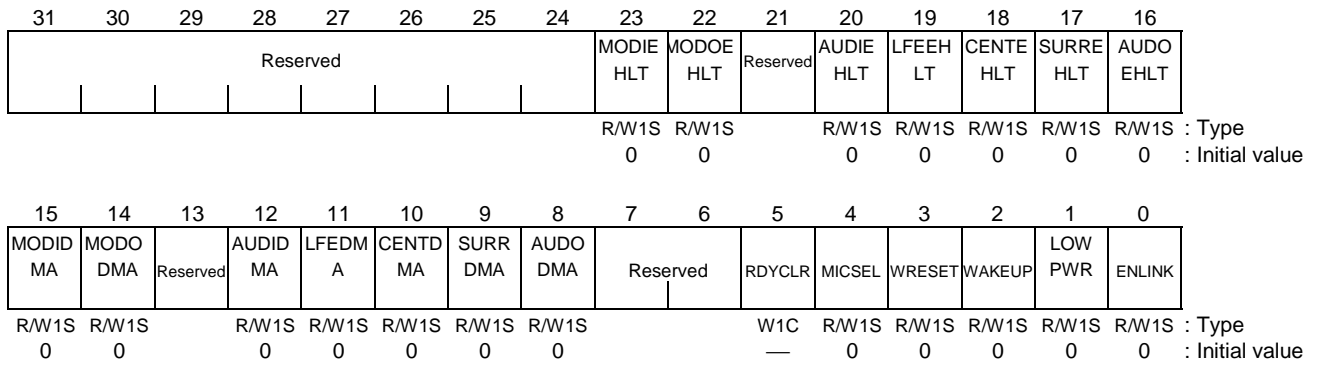 31 30 29 28 27 26 25 24 23 22 21 20 19 18 17 16
Reserved MODIE MODOE Reserved AUDIE LFEEH CENTE SURRE AUDO
HLT HLT HLT LT HLT HLT EHLT
R/W1S R/W1S R/W1S R/W1S R/W1S R/W1S R/W1S : Type
0 0 0 0 0 0 0 : Initial value
15 14 13 12 11 10 9 8 7 6 5 4 3 2 1 0
MODID MODO AUDID LFEDM CENTD SURR AUDO LOW
MA DMA Reserved MA A MA DMA DMA Reserved RDYCLR MICSEL WRESET WAKEUP PWR ENLINK
R/W1S R/W1S R/W1S R/W1S R/W1S R/W1S R/W1S W1C R/W1S R/W1S R/W1S R/W1S R/W1S : Type
0 0 0 0 0 0 0 — 0 0 0 0 0 : Initial value